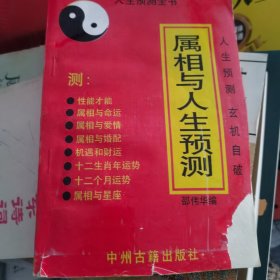 人生预测全书
属相与人生预测
人生预测 玄机自破
测：
●性能才能
●属相与命运
●属相与爱情
●属相与婚配
●机遇和财运
●十二生肖年运势
●十二个月运势
●属相与星座
邵伟华编
中州古籍出版社